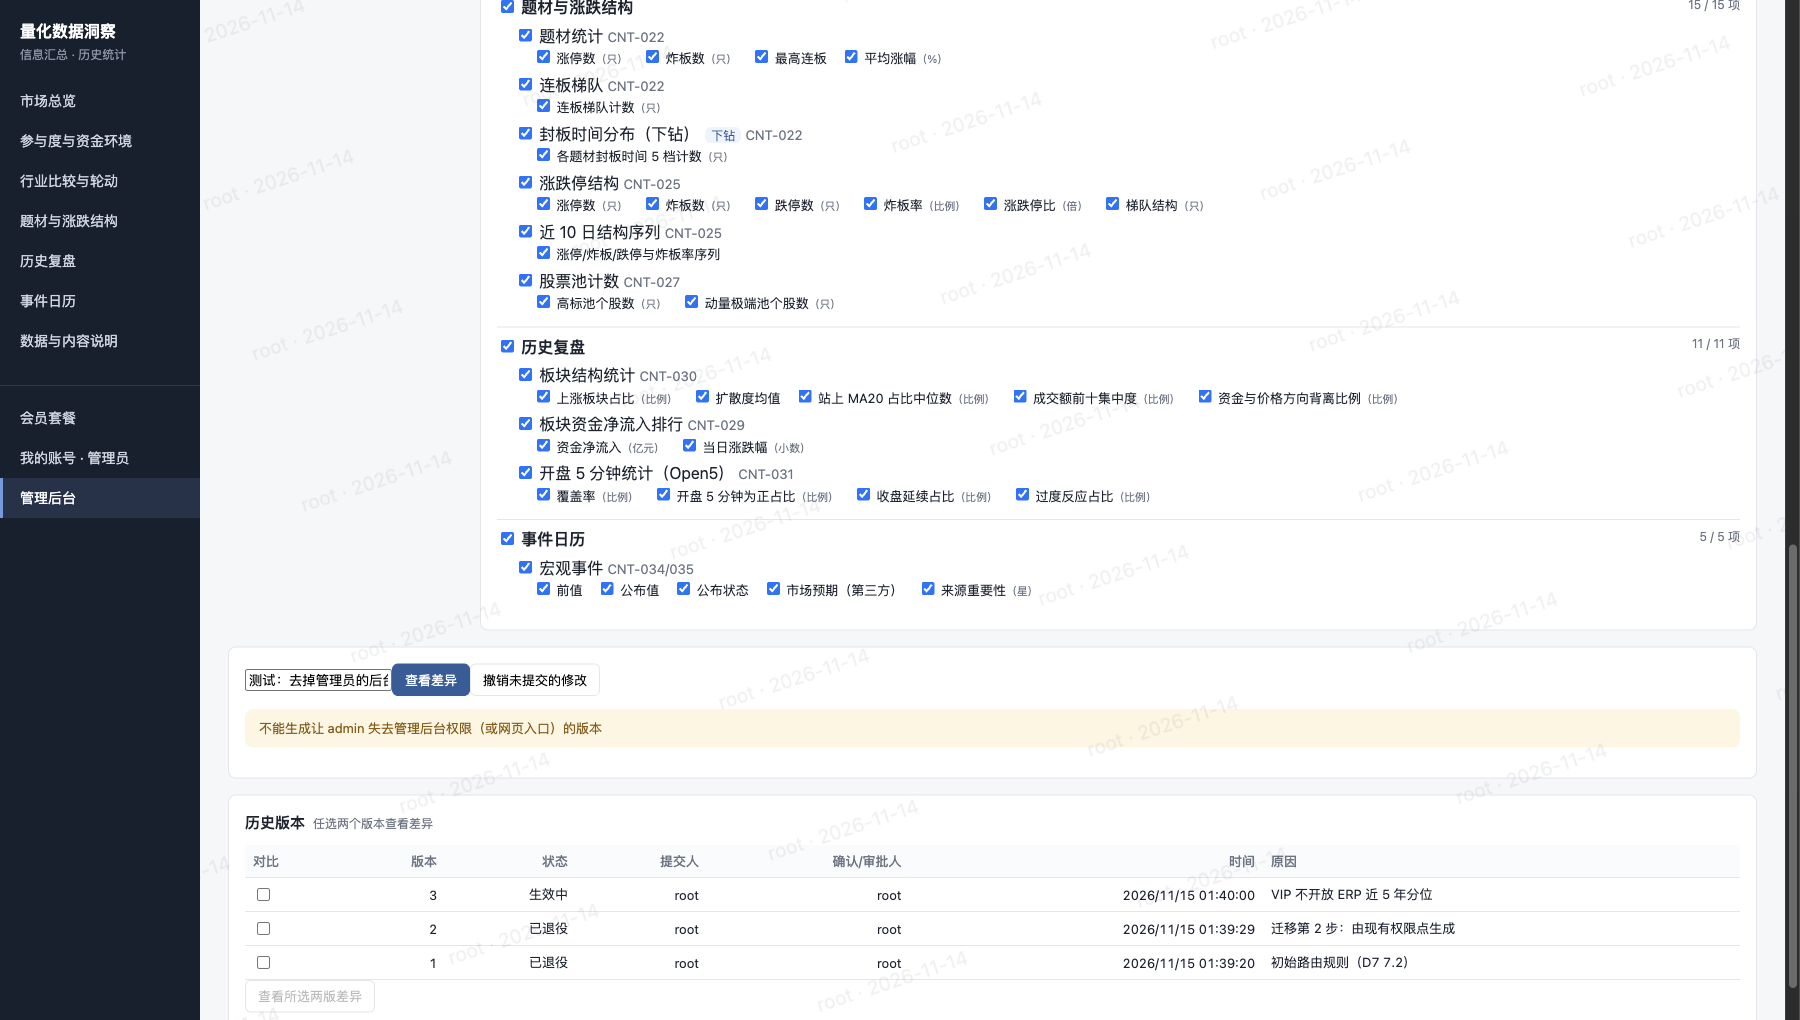 量化数据洞察
信息汇总 · 历史统计
市场总览
参与度与资金环境
行业比较与轮动
题材与涨跌结构
历史复盘
事件日历
数据与内容说明
会员套餐
我的账号 · 管理员
管理后台
题材与涨跌结构 15 / 15 项
题材统计 CNT-022
涨停数 (只) 炸板数 (只) 最高连板 平均涨幅 (%)
连板梯队 CNT-022
连板梯队计数 (只)
封板时间分布（下钻） 下钻 CNT-022
各题材封板时间 5 档计数 (只)
涨跌停结构 CNT-025
涨停数 (只) 炸板数 (只) 跌停数 (只) 炸板率 (比例) 涨跌停比 (倍) 梯队结构 (只)
近 10 日结构序列 CNT-025
涨停/炸板/跌停与炸板率序列
股票池计数 CNT-027
高标池个股数 (只) 动量极端池个股数 (只)
历史复盘 11 / 11 项
板块结构统计 CNT-030
上涨板块占比 (比例) 扩散度均值 站上 MA20 占比中位数 (比例) 成交额前十集中度 (比例) 资金与价格方向背离比例 (比例)
板块资金净流入排行 CNT-029
资金净流入 (亿元) 当日涨跌幅 (小数)
开盘 5 分钟统计（Open5） CNT-031
覆盖率 (比例) 开盘 5 分钟为正占比 (比例) 收盘延续占比 (比例) 过度反应占比 (比例)
事件日历 5 / 5 项
宏观事件 CNT-034/035
前值 公布值 公布状态 市场预期（第三方） 来源重要性 (星)
测试：去掉管理员的后台 查看差异 撤销未提交的修改
不能生成让 admin 失去管理后台权限（或网页入口）的版本
历史版本 任选两个版本查看差异
对比 版本 状态 提交人 确认/审批人 时间 原因
3 生效中 root root 2026/11/15 01:40:00 VIP 不开放 ERP 近 5 年分位
2 已退役 root root 2026/11/15 01:39:29 迁移第 2 步：由现有权限点生成
1 已退役 root root 2026/11/15 01:39:20 初始路由规则（D7 7.2）
查看所选两版差异
root · 2026-11-14